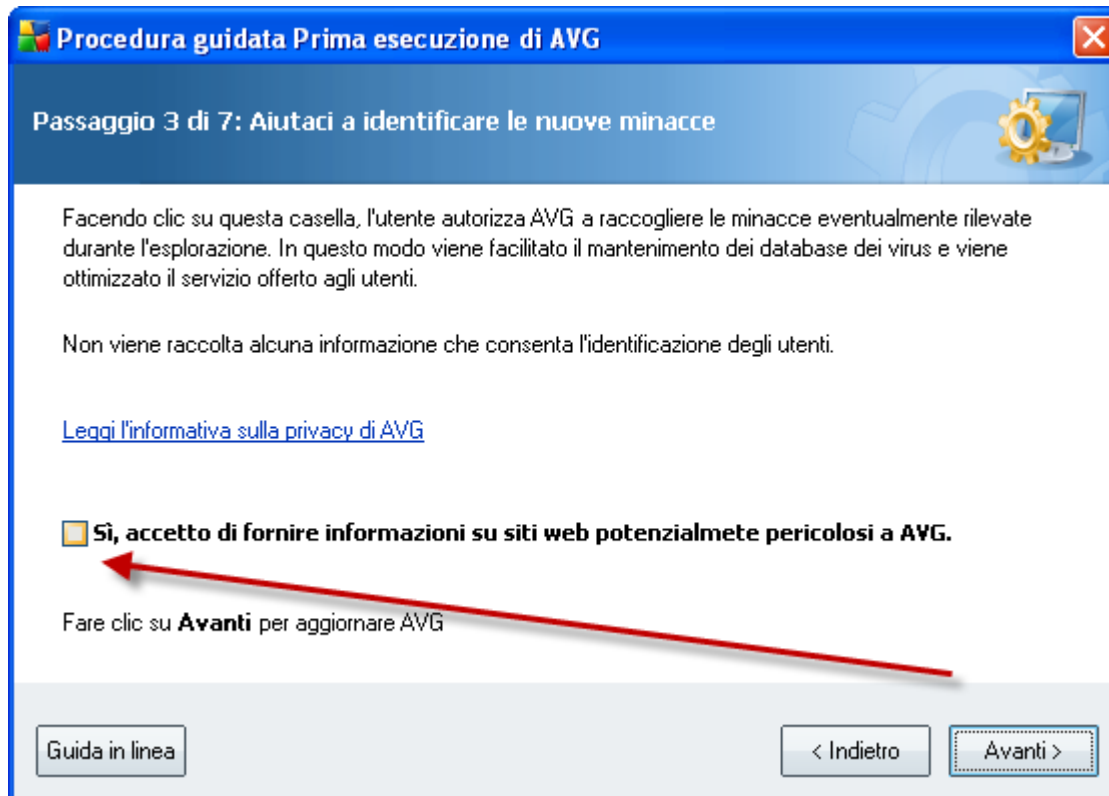 Procedura guidata Prima esecuzione di AVG
Passaggio 3 di 7: Aiutaci a identificare le nuove minacce
Facendo clic su questa casella, l'utente autorizza AVG a raccogliere le minacce eventualmente rilevate
durante l'esplorazione. In questo modo viene facilitato il mantenimento dei database dei virus e viene
ottimizzato il servizio offerto agli utenti.
Non viene raccolta alcuna informazione che consenta l'identificazione degli utenti.
Leggi l'informativa sulla privacy di AVG
Sì, accetto di fornire informazioni su siti web potenzialmete pericolosi a AVG.
Fare clic su Avanti per aggiornare AVG
Guida in linea
< Indietro
Avanti >